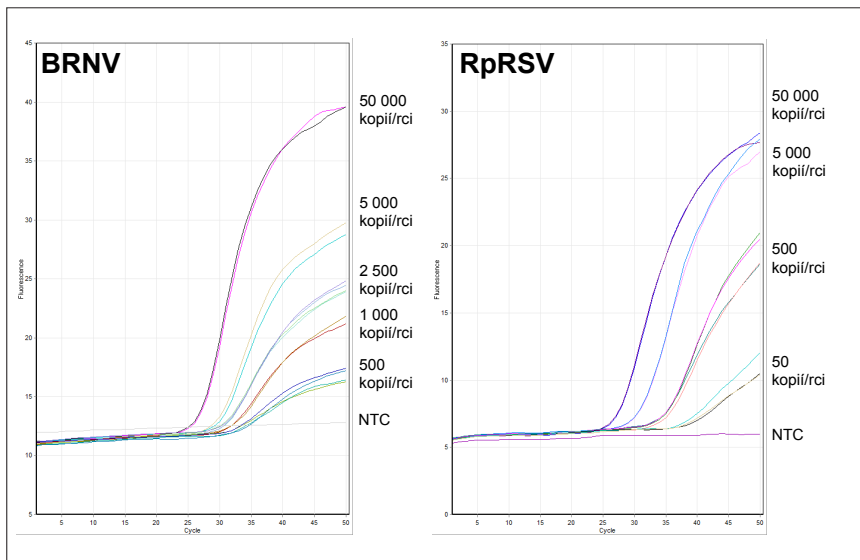 BRNV
45
40
35
30
25
20
15
10
5
Fluorescence
5 10 15 20 25 30 35 40 45 50
Cycle
50 000
kopií/rci
5 000
kopií/rci
2 500
kopií/rci
1 000
kopií/rci
500
kopií/rci
NTC
RpRSV
35
30
25
20
15
10
5
0
Fluorescence
5 10 15 20 25 30 35 40 45 50
Cycle
50 000
kopií/rci
5 000
kopií/rci
500
kopií/rci
50
kopií/rci
NTC